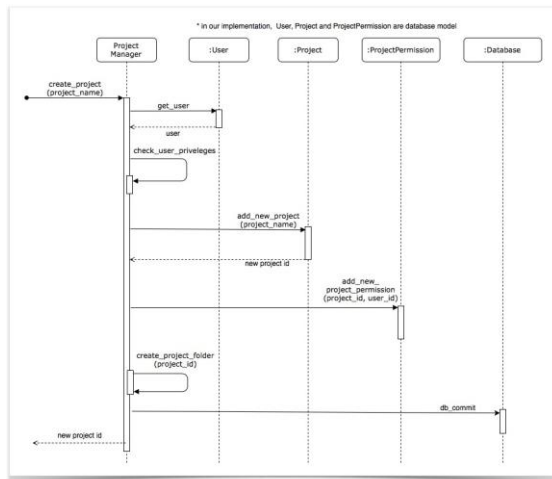 * in our implementation, User, Project and ProjectPermission are database model
Project
Manager
:User
:Project
:ProjectPermission
:Database
create_project
(project_name)
get_user
user
check_user_priveleges
add_new_project
(project_name)
new project id
add_new_
project_permission
(project_id, user_id)
create_project_folder
(project_id)
db_commit
new project id